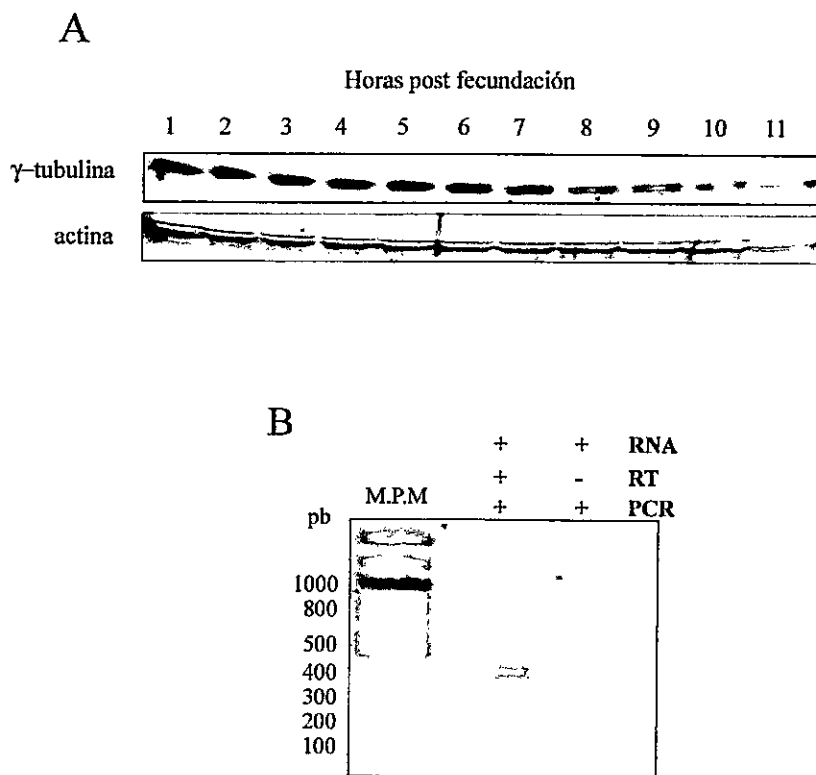 A
Horas post fecundación
1 2 3 4 5 6 7 8 9 10 11
γ–tubulina
actina
B
+ + RNA
+ - RT
M.P.M + + PCR
pb
1000
800
500
400
300
200
100